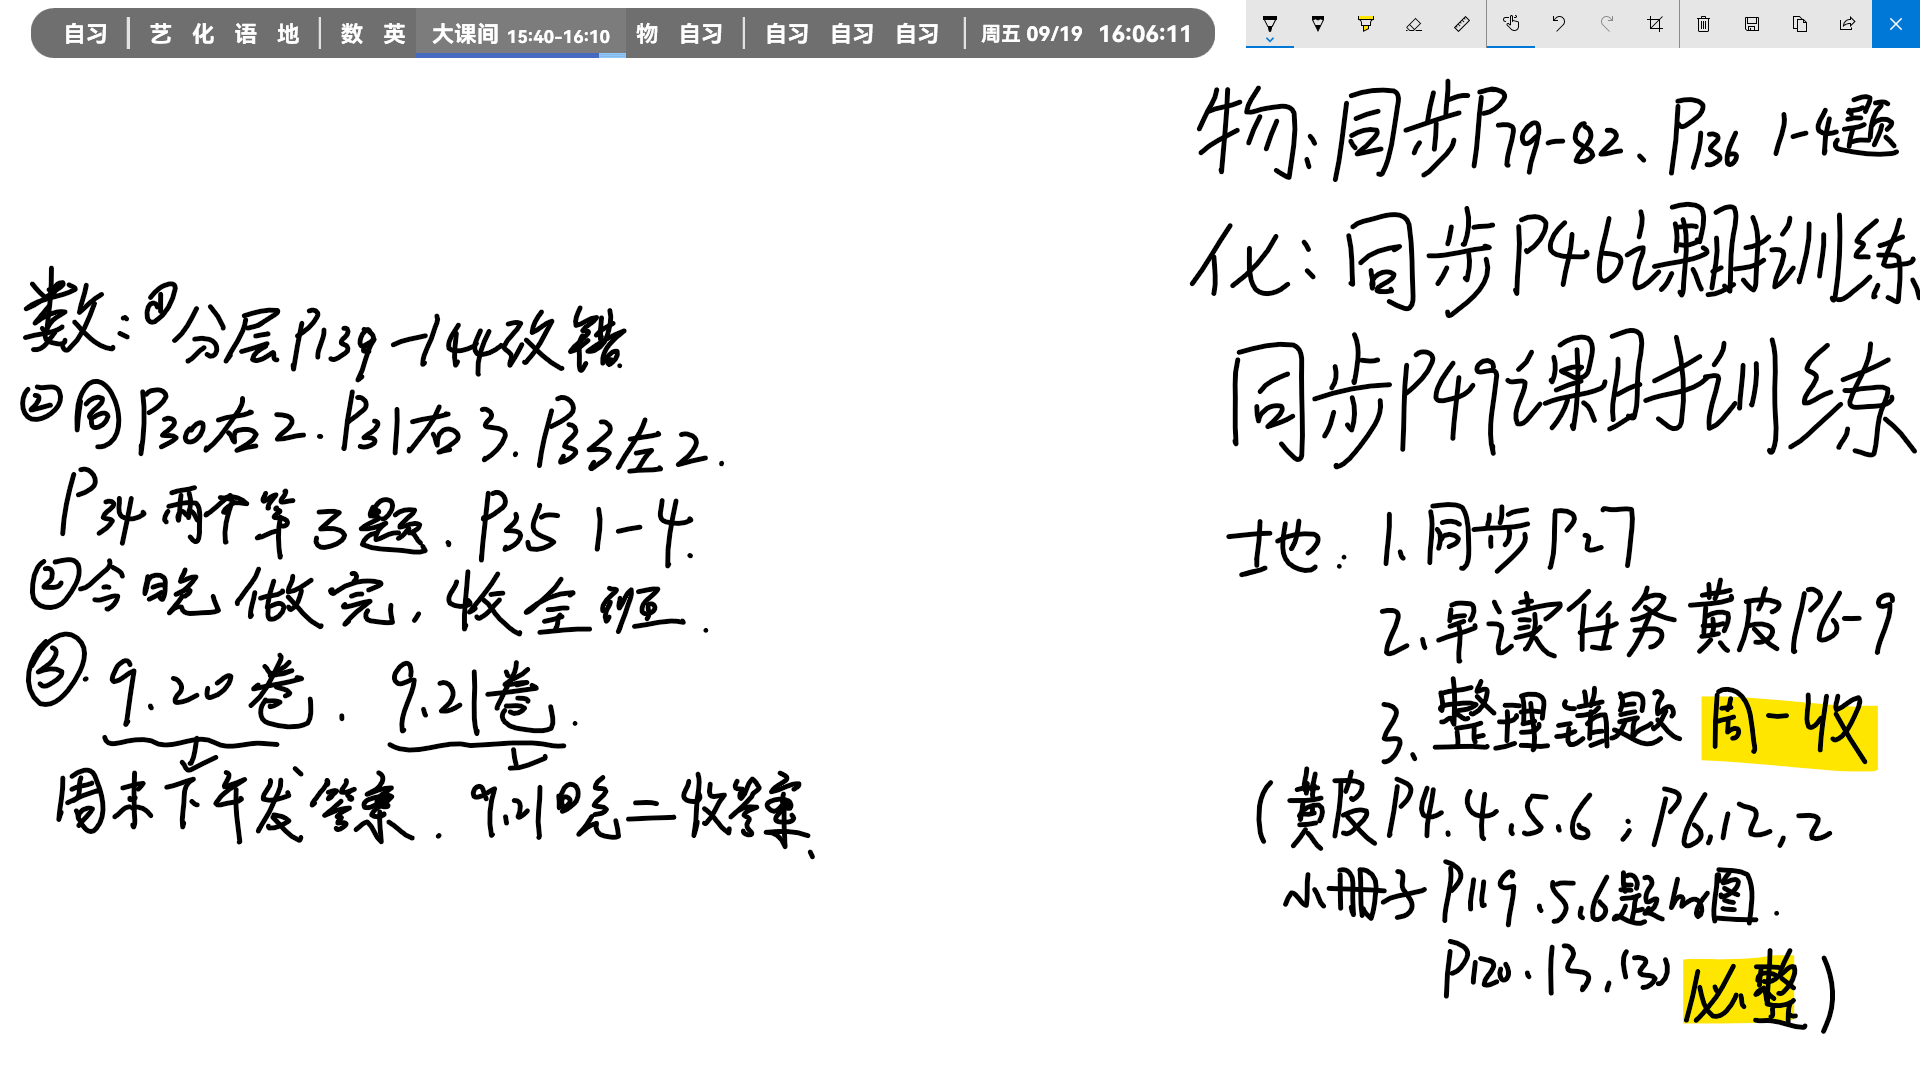 自习 | 艺 化 语 地 | 数 英 大课间 15:40-16:10 物 自习 | 自习 自习 自习 | 周五 09/19 16:06:11
数:①分层P139-144改错.
②同P30右2.P31右3.P33左2.
P34两个第3题.P35 1-4.
②今晚做完,收全班.
③.9.20卷.9.21卷.
周末下午发答案.9.21日晚二收答案.
物:同步P79-82、P136 1-4题
化:同步P46课时训练
同步P49课时训练
地:1、同步P27
2、早读任务黄皮P6-9
3、整理错题 周一收
(黄皮P4.4.5.6;P6,12,2
小册子P119.5,6题的图.
P120.13,(3) 必整)